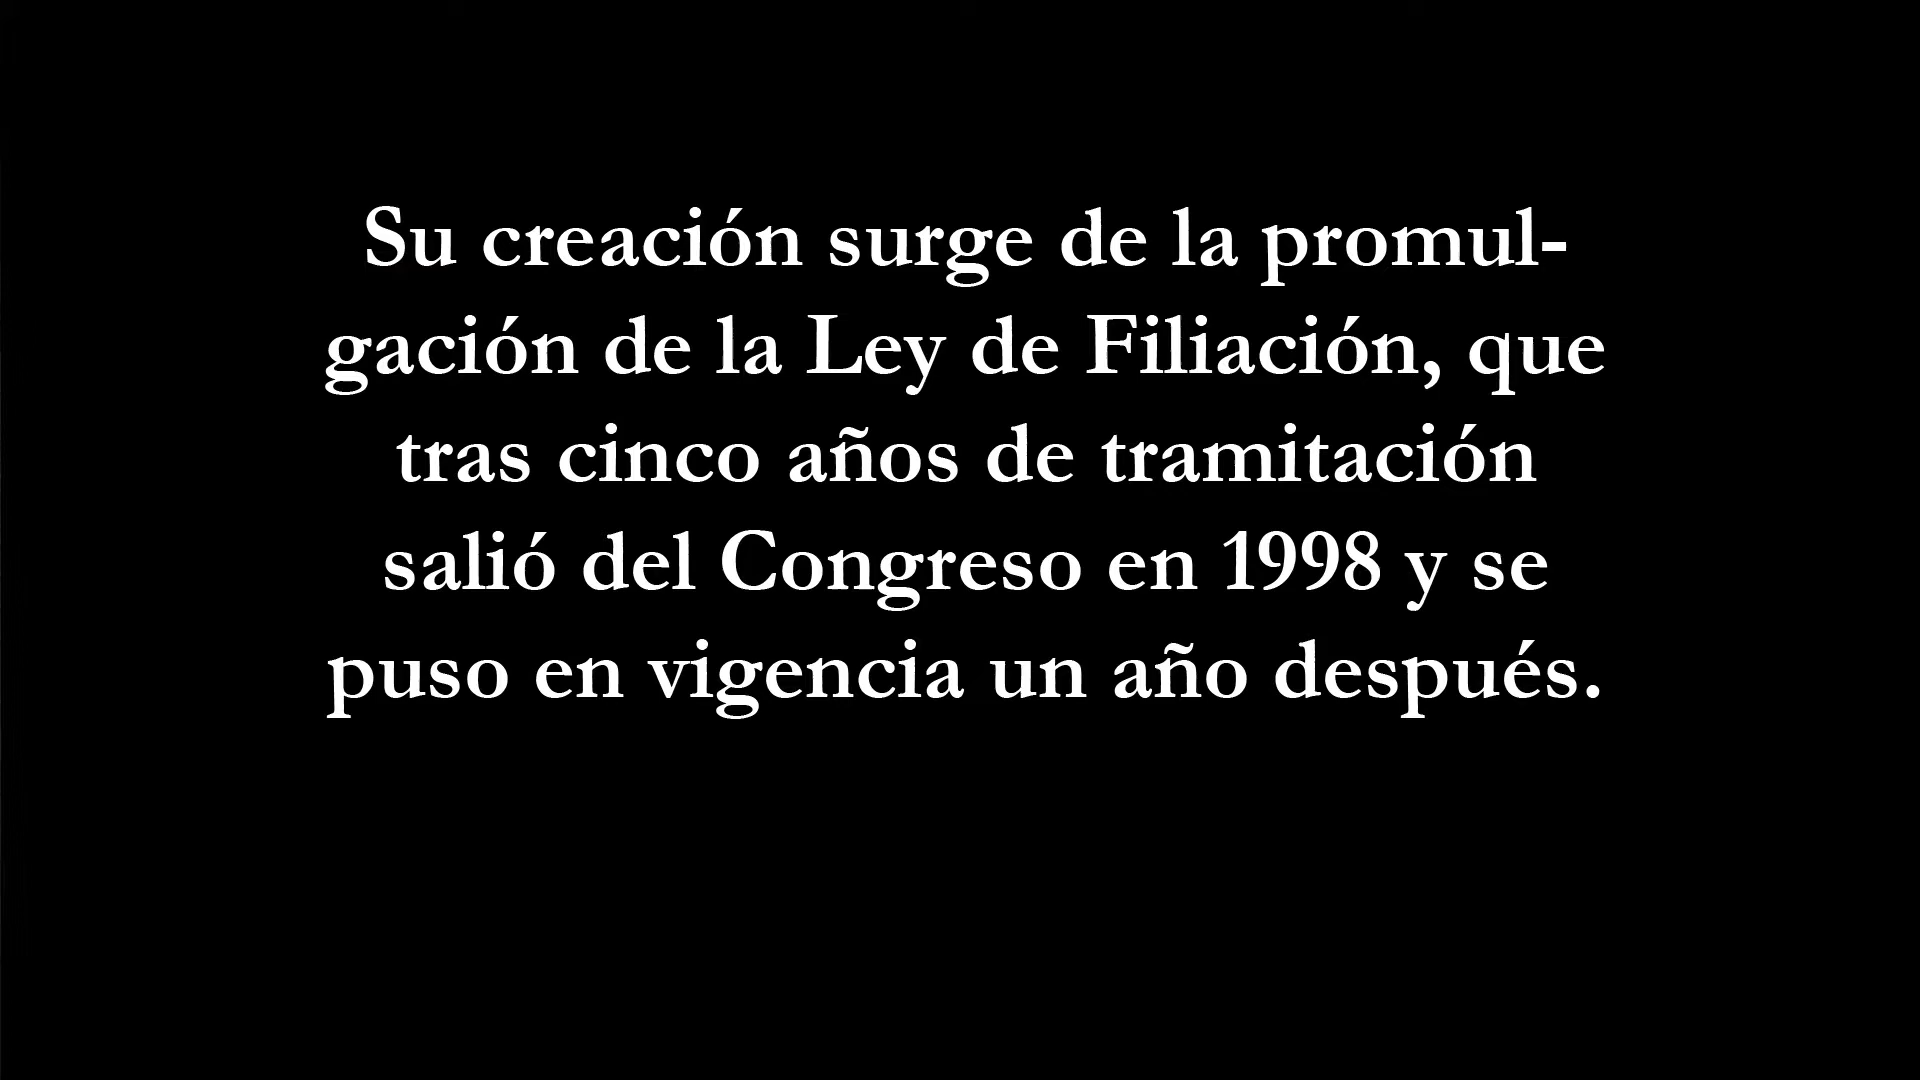 Su creación surge de la promul-
gación de la Ley de Filiación, que
tras cinco años de tramitación
salió del Congreso en 1998 y se
puso en vigencia un año después.